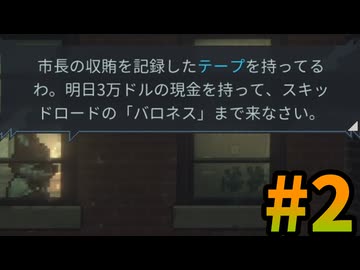 市長の収賄を記録したテープを持ってる
わ。明日3万ドルの現金を持って、スキッ
ドロードの「バロネス」まで来なさい。
#2